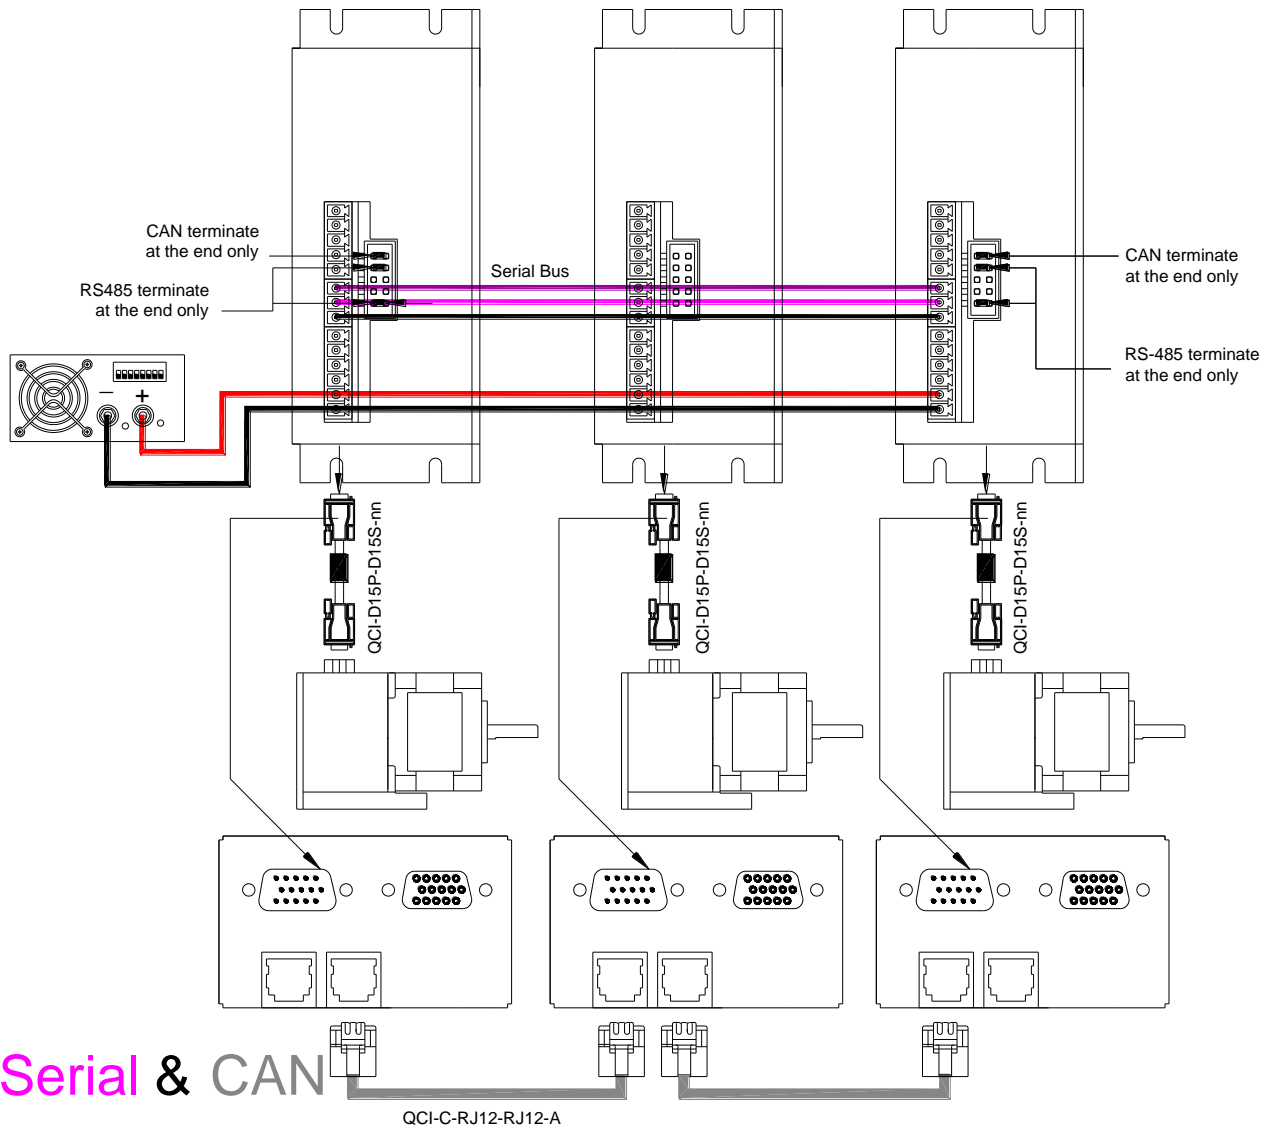 CAN terminate
at the end only
RS485 terminate
at the end only
Serial Bus
CAN terminate
at the end only
RS-485 terminate
at the end only
− +
QCI-D15P-D15S-nn
QCI-D15P-D15S-nn
QCI-D15P-D15S-nn
Serial & CAN
QCI-C-RJ12-RJ12-A